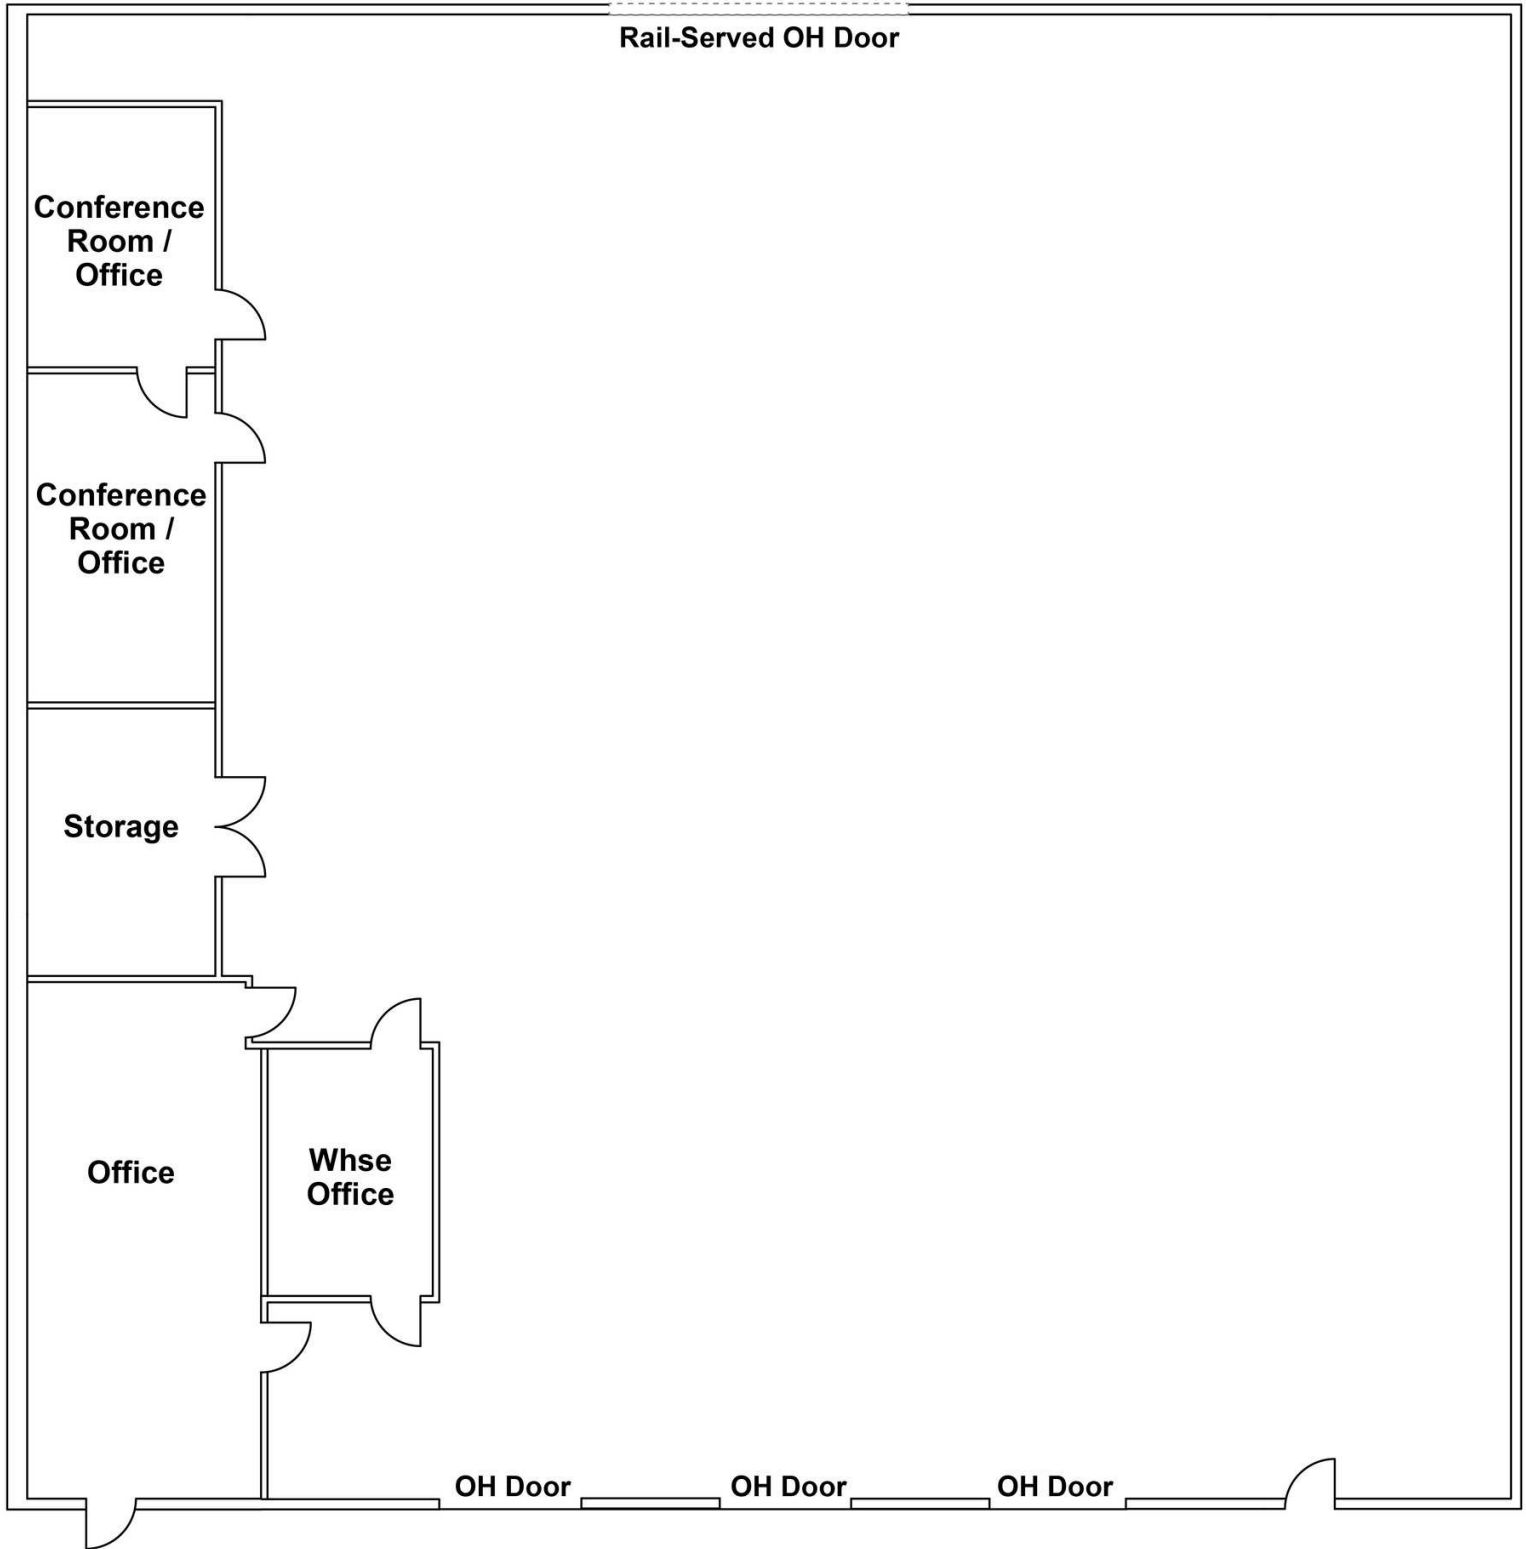 Rail-Served OH Door
Conference
Room /
Office
Conference
Room /
Office
Storage
Office
Whse
Office
OH Door
OH Door
OH Door